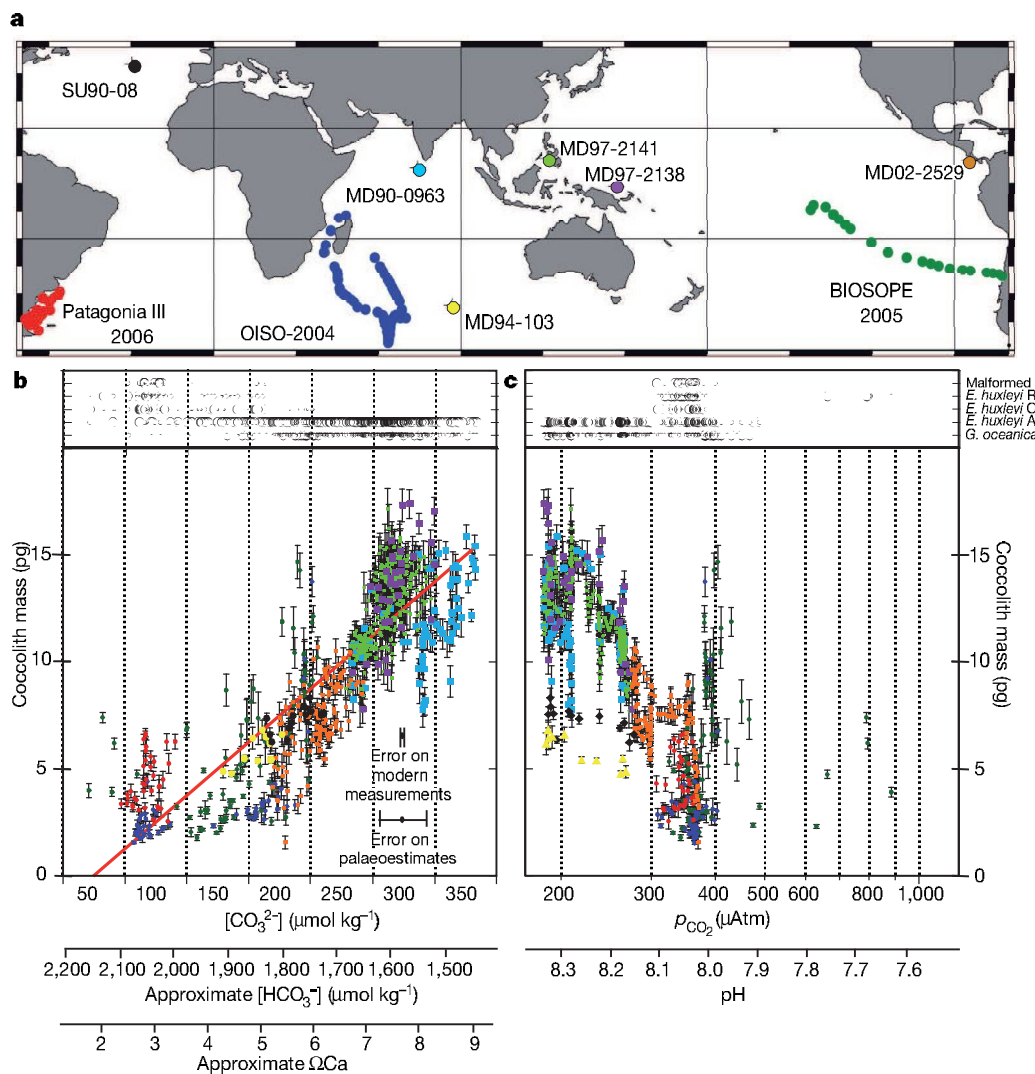 a
SU90-08
MD90-0963
MD97-2141
MD97-2138
MD02-2529
Patagonia III
2006
OISO-2004
MD94-103
BIOSOPE
2005
b
c
Malformed
E. huxleyi R
E. huxleyi C
E. huxleyi A
G. oceanica
Coccolith mass (pg)
15
10
5
0
Error on
modern
measurements
Error on
palaeoestimates
50 100 150 200 250 300 350
[CO₃²⁻] (μmol kg⁻¹)
2,200 2,100 2,000 1,900 1,800 1,700 1,600 1,500
Approximate [HCO₃⁻] (μmol kg⁻¹)
2 3 4 5 6 7 8 9
Approximate ΩCa
15
10
5
0
Coccolith mass (pg)
200 300 400 500 600 700 800 1,000
pCO₂ (μAtm)
8.3 8.2 8.1 8.0 7.9 7.8 7.7 7.6
pH